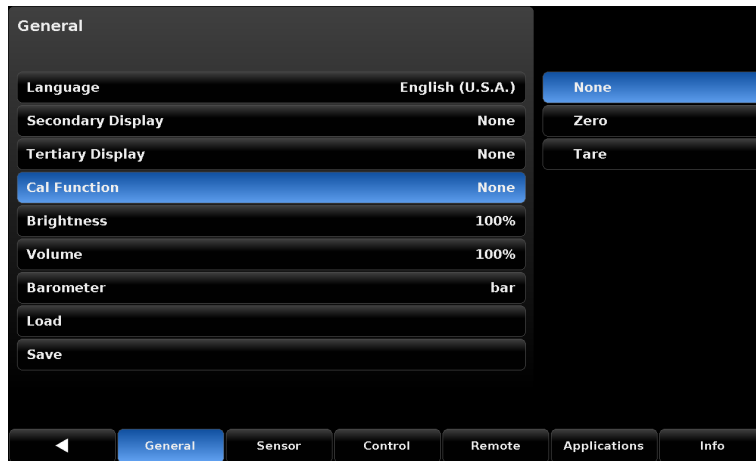 General
Language English (U.S.A.)
Secondary Display None
Tertiary Display None
Cal Function None
Brightness 100%
Volume 100%
Barometer bar
Load
Save
None
Zero
Tare
General Sensor Control Remote Applications Info